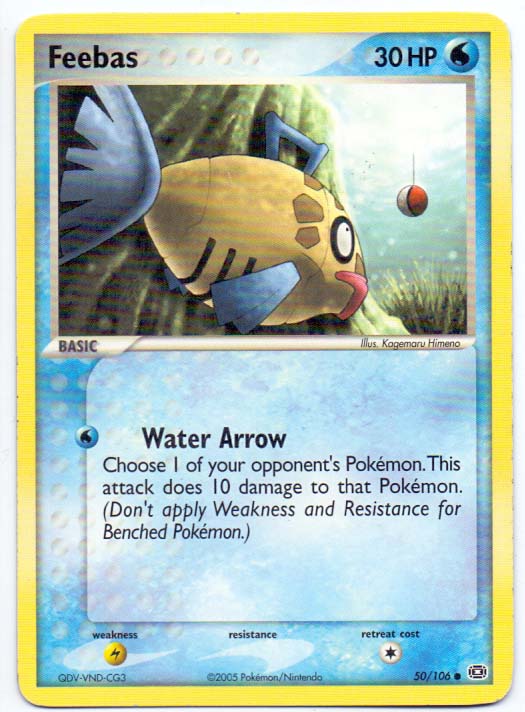 Feebas 30 HP
Illus. Kagemaru Himeno
BASIC
Water Arrow
Choose 1 of your opponent's Pokémon. This
attack does 10 damage to that Pokémon.
(Don't apply Weakness and Resistance for
Benched Pokémon.)
weakness resistance retreat cost
QDV-VND-CG3 ©2005 Pokémon/Nintendo 50/106